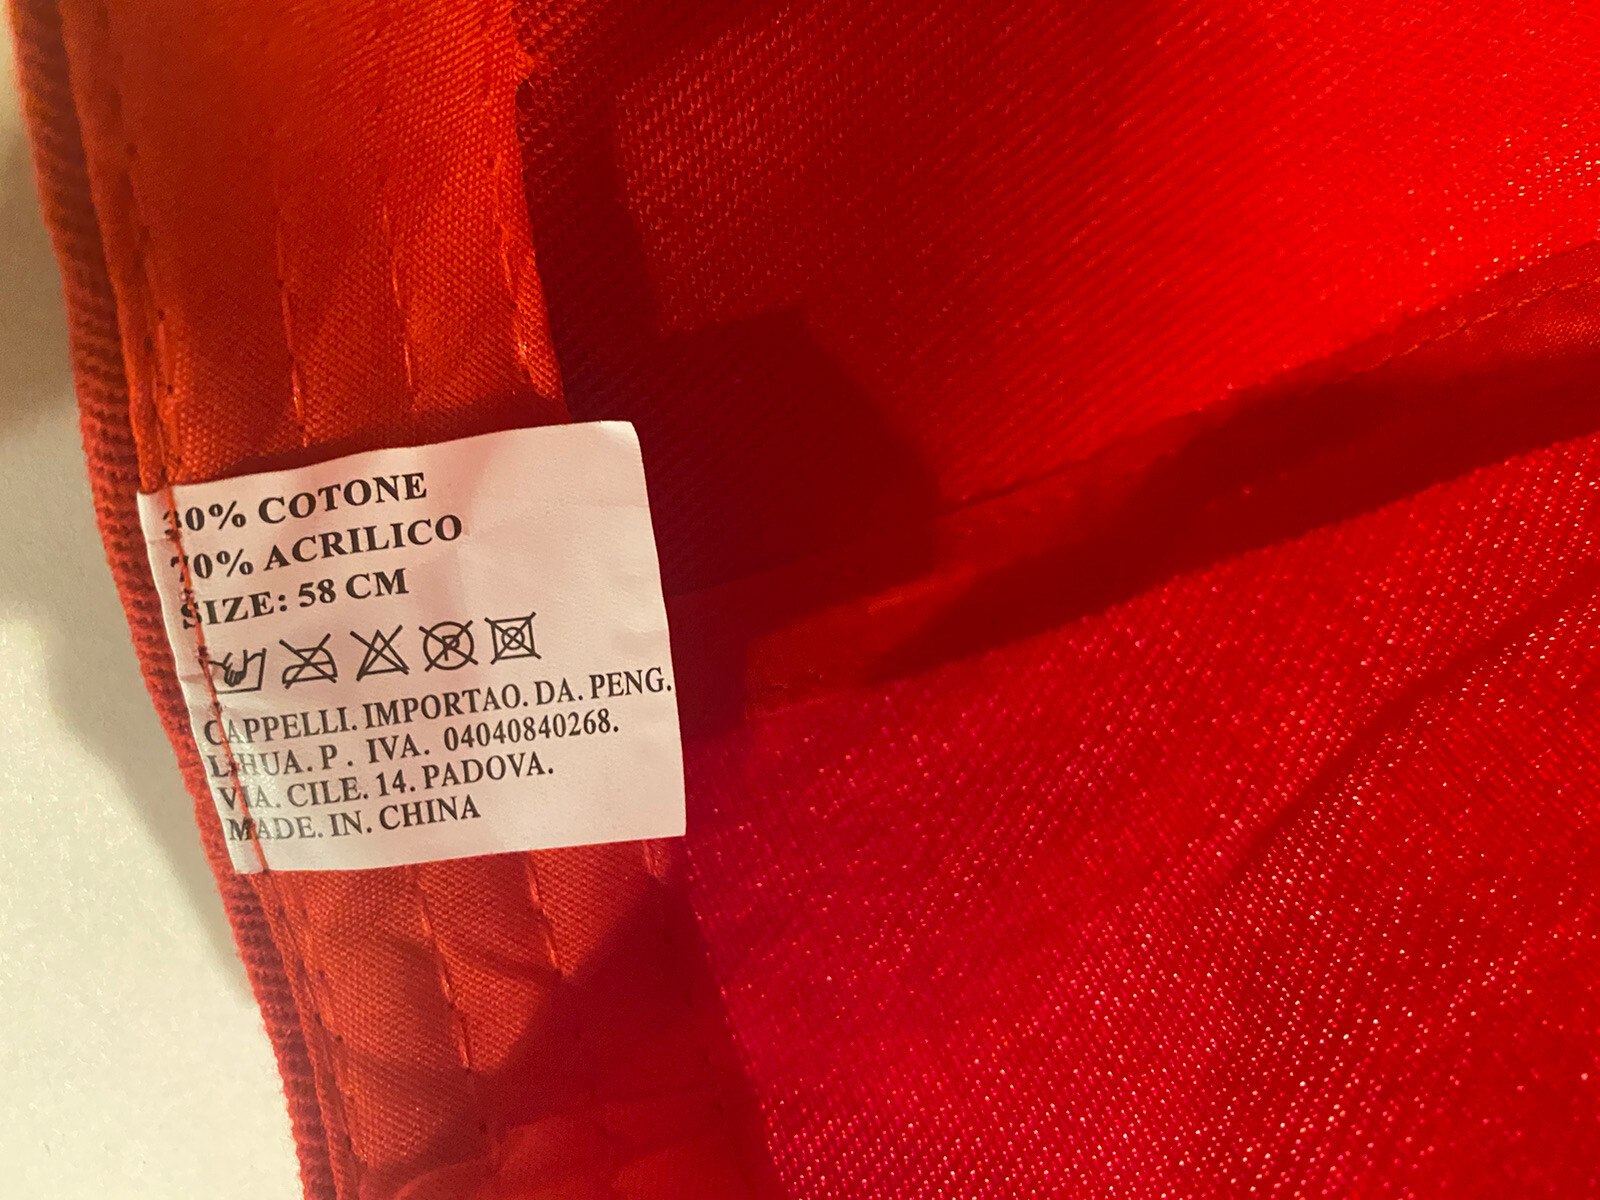 30% COTONE
70% ACRILICO
SIZE: 58 CM
CAPPELLI. IMPORTAO. DA. PENG.
LIHUA. P. IVA. 04040840268.
VIA. CILE. 14. PADOVA.
MADE. IN. CHINA